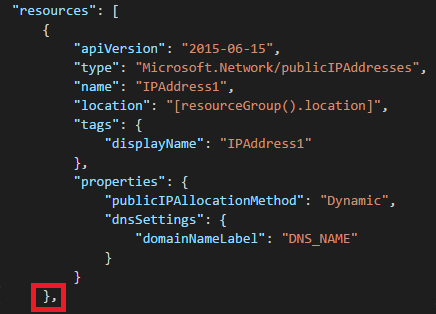 "resources": [
{
"apiVersion": "2015-06-15",
"type": "Microsoft.Network/publicIPAddresses",
"name": "IPAddress1",
"location": "[resourceGroup().location]",
"tags": {
"displayName": "IPAddress1"
},
"properties": {
"publicIPAllocationMethod": "Dynamic",
"dnsSettings": {
"domainNameLabel": "DNS_NAME"
}
}
},